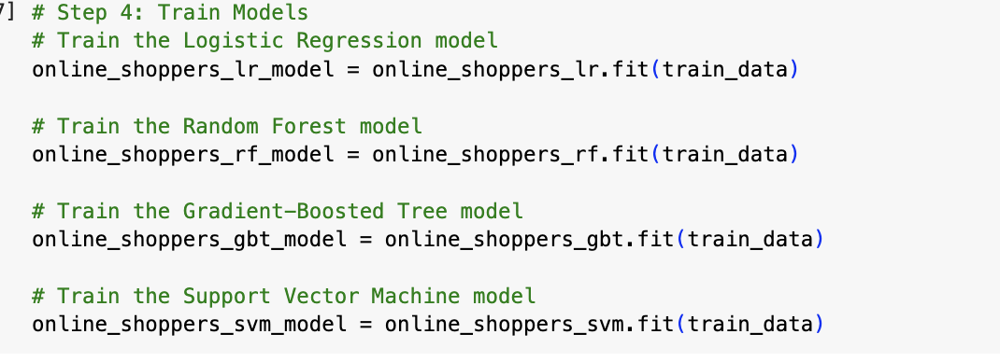 7] # Step 4: Train Models
# Train the Logistic Regression model
online_shoppers_lr_model = online_shoppers_lr.fit(train_data)
# Train the Random Forest model
online_shoppers_rf_model = online_shoppers_rf.fit(train_data)
# Train the Gradient-Boosted Tree model
online_shoppers_gbt_model = online_shoppers_gbt.fit(train_data)
# Train the Support Vector Machine model
online_shoppers_svm_model = online_shoppers_svm.fit(train_data)